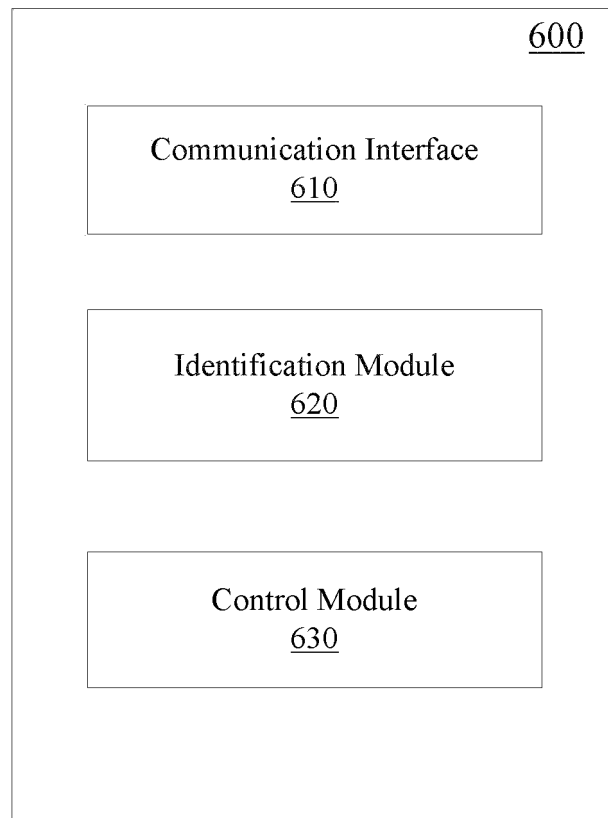 600
Communication Interface
610
Identification Module
620
Control Module
630